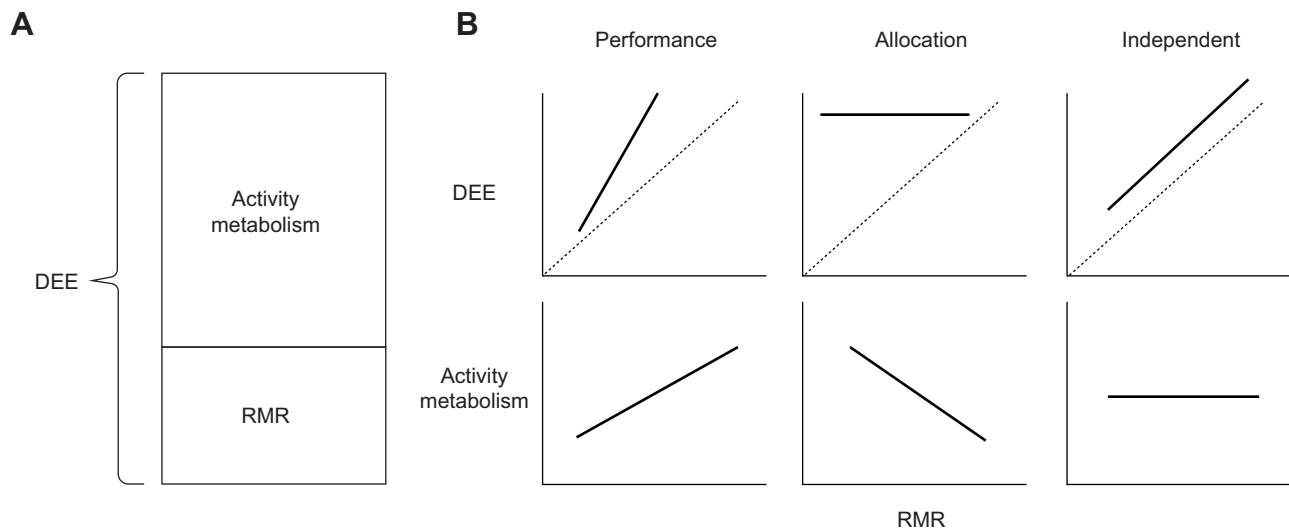 A
DEE
Activity
metabolism
RMR
B
Performance
Allocation
Independent
DEE
Activity
metabolism
RMR